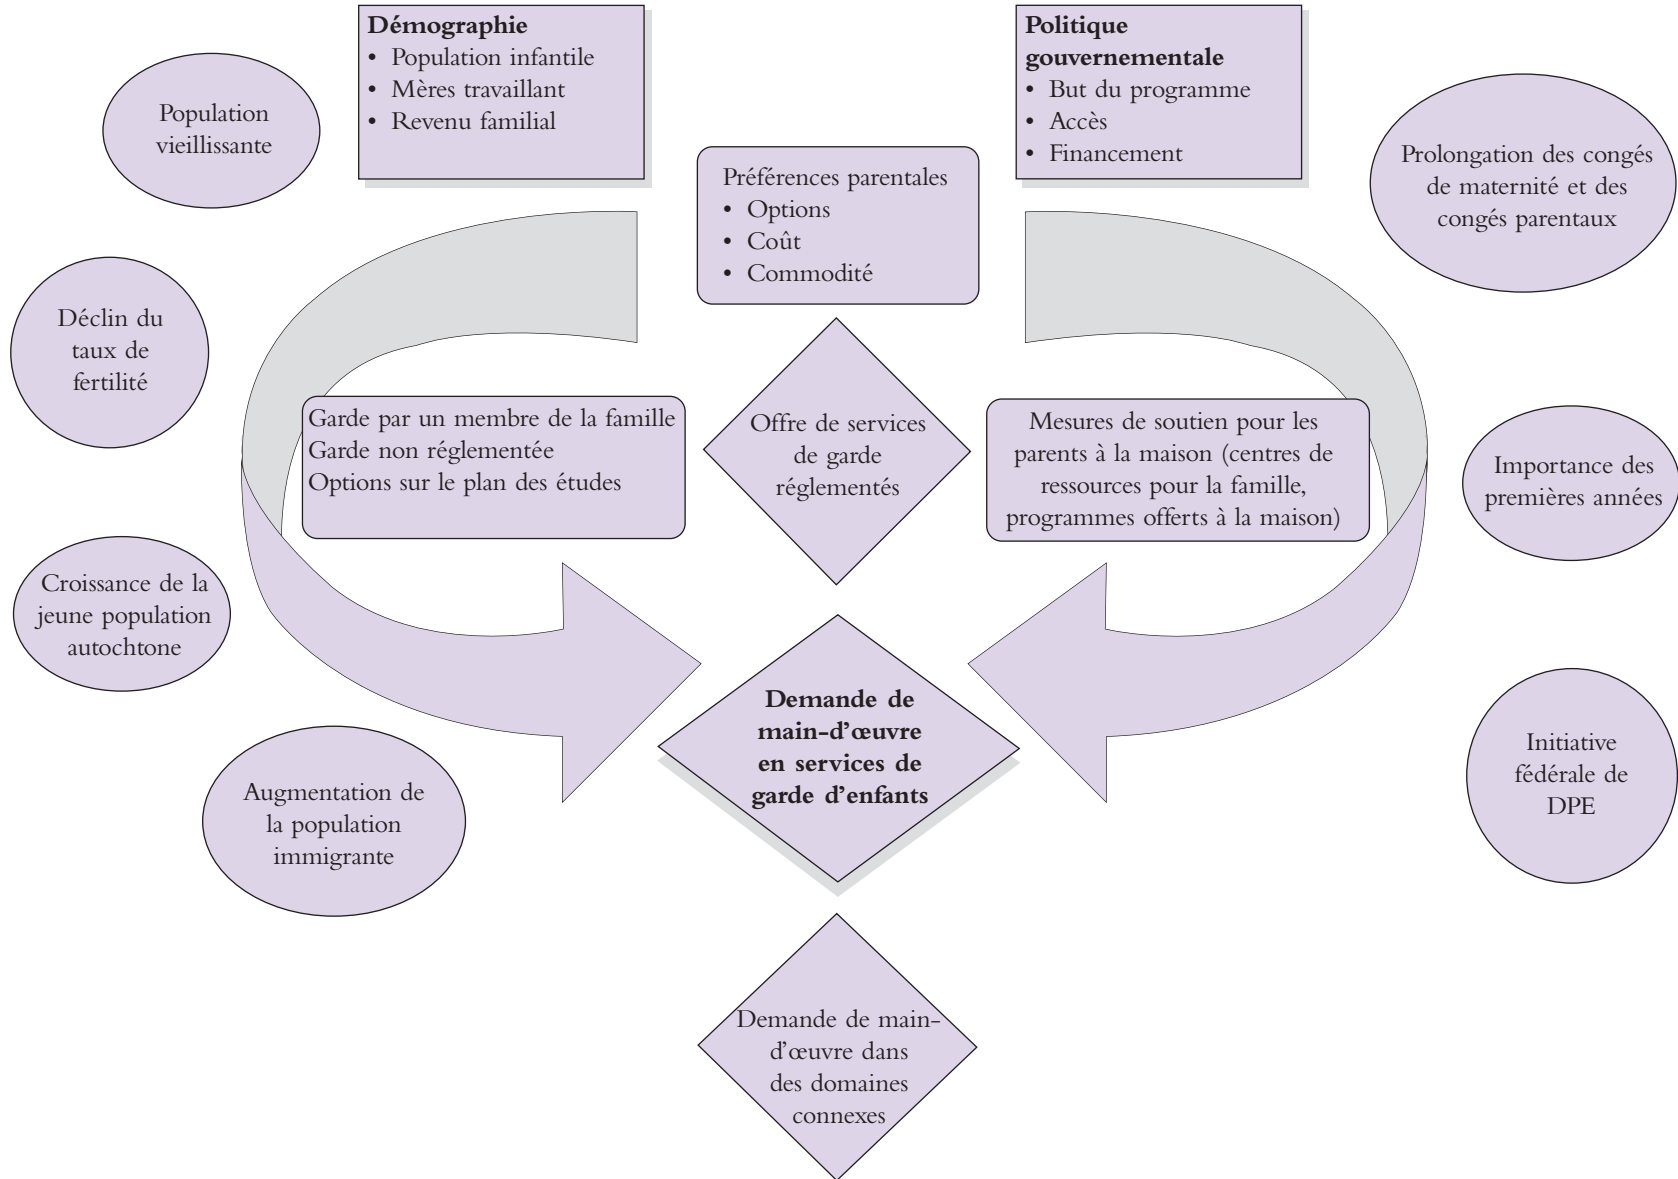 Démographie
• Population infantile
• Mères travaillant
• Revenu familial
Politique
gouvernementale
• But du programme
• Accès
• Financement
Population
vieillissante
Préférences parentales
• Options
• Coût
• Commodité
Prolongation des congés
de maternité et des
congés parentaux
Déclin du
taux de
fertilité
Garde par un membre de la famille
Garde non réglementée
Options sur le plan des études
Offre de services
de garde
réglementés
Mesures de soutien pour les
parents à la maison (centres de
ressources pour la famille,
programmes offerts à la maison)
Importance des
premières années
Croissance de la
jeune population
autochtone
Demande de
main-d’œuvre
en services de
garde d’enfants
Initiative
fédérale de
DPE
Augmentation de
la population
immigrante
Demande de main-
d’œuvre dans
des domaines
connexes